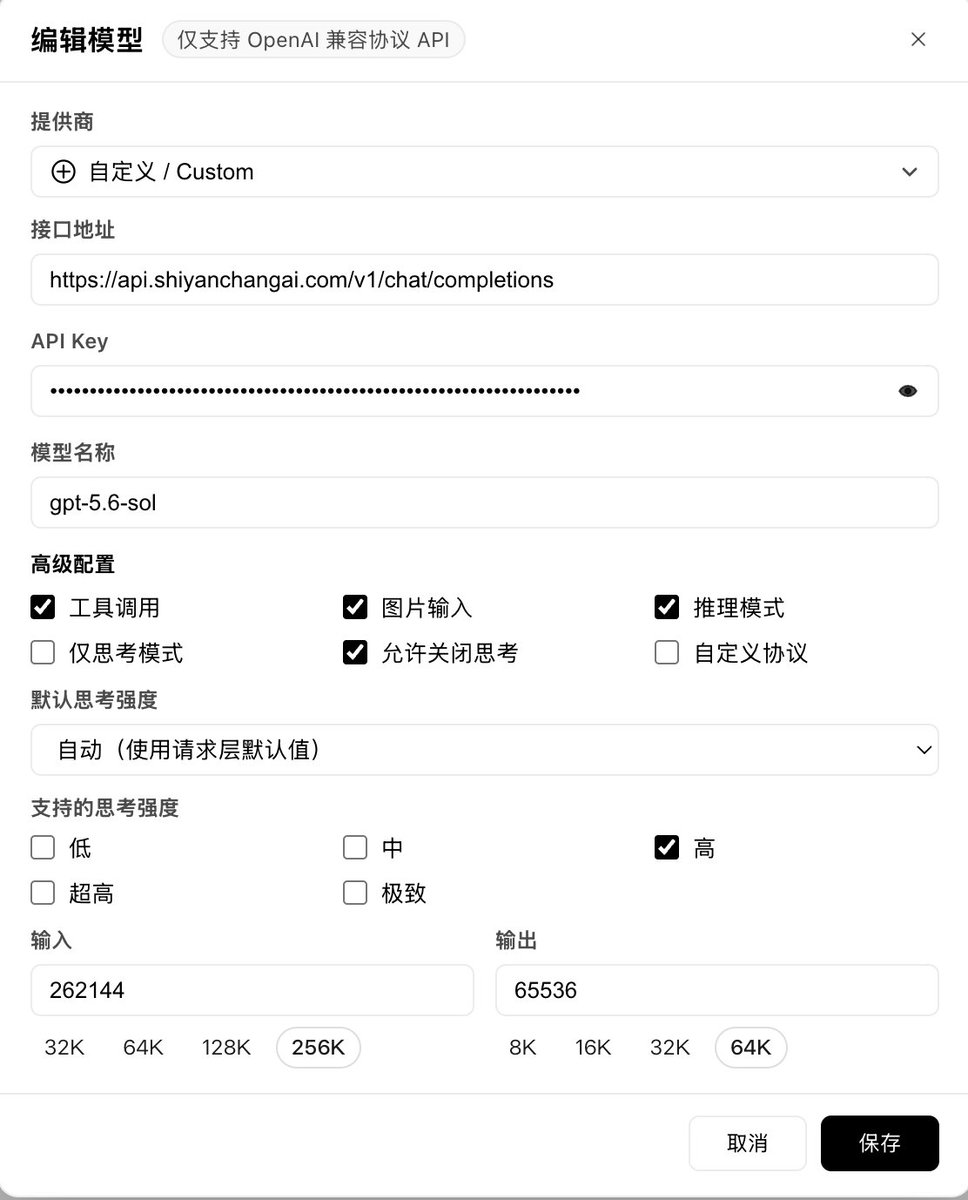 编辑模型 仅支持 OpenAI 兼容协议 API
提供商
自定义 / Custom
接口地址
https://api.shiyanchangai.com/v1/chat/completions
API Key
••••••••••••••••••••••••••••••••••••••••••••••••••••••••••••••••••••
模型名称
gpt-5.6-sol
高级配置
工具调用 图片输入 推理模式
仅思考模式 允许关闭思考 自定义协议
默认思考强度
自动（使用请求层默认值）
支持的思考强度
低 中 高
超高 极致
输入 输出
262144 65536
32K 64K 128K 256K 8K 16K 32K 64K
取消 保存